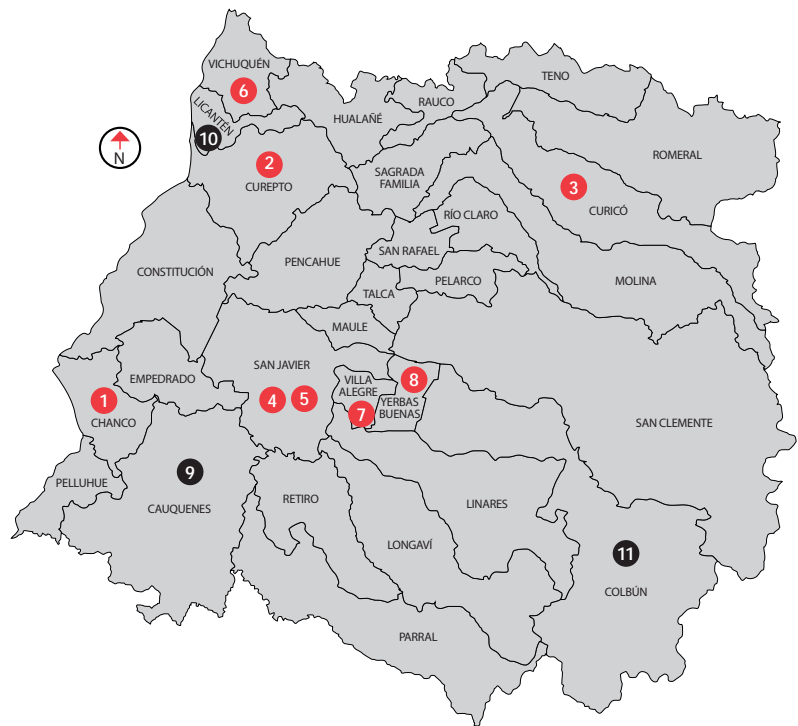 VICHUQUÉN
6
LICANTÉN
10
HUALAÑÉ
RAUCO
TENO
ROMERAL
N
2
CUREPTO
SAGRADA
FAMILIA
3
CURICÓ
RÍO CLARO
SAN RAFAEL
CONSTITUCIÓN
PENCAHUE
TALCA
PELARCO
MOLINA
MAULE
EMPEDRADO
SAN JAVIER
4
5
VILLA
ALEGRE
7
8
YERBAS
BUENAS
1
CHANCO
SAN CLEMENTE
PELLUHUE
9
CAUQUENES
RETIRO
LONGAVÍ
LINARES
11
COLBÚN
PARRAL